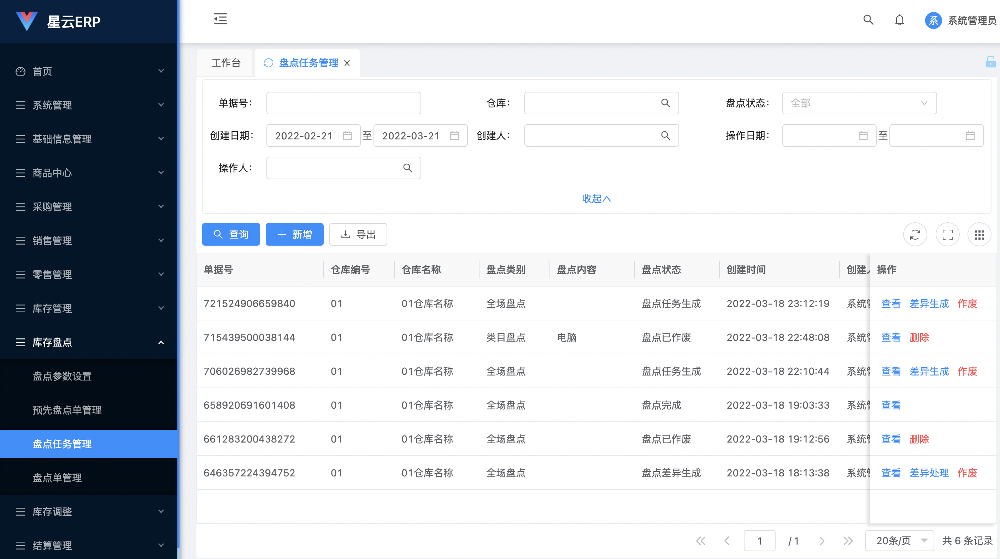 星云ERP
系 系统管理员
首页
系统管理
基础信息管理
商品中心
采购管理
销售管理
零售管理
库存管理
库存盘点
盘点参数设置
预先盘点单管理
盘点任务管理
盘点单管理
库存调整
结算管理
工作台 盘点任务管理
单据号: 仓库: 盘点状态: 全部
创建日期: 2022-02-21 至 2022-03-21 创建人: 操作日期: 至
操作人:
收起
查询 新增 导出
单据号 仓库编号 仓库名称 盘点类别 盘点内容 盘点状态 创建时间 创建 操作
721524906659840 01 01仓库名称 全场盘点 盘点任务生成 2022-03-18 23:12:19 系统 查看 差异生成 作废
715439500038144 01 01仓库名称 类目盘点 电脑 盘点已作废 2022-03-18 22:48:08 系统 查看 删除
706026982739968 01 01仓库名称 全场盘点 盘点任务生成 2022-03-18 22:10:44 系统 查看 差异生成 作废
658920691601408 01 01仓库名称 全场盘点 盘点完成 2022-03-18 19:03:33 系统 查看
661283200438272 01 01仓库名称 全场盘点 盘点已作废 2022-03-18 19:12:56 系统 查看 删除
646357224394752 01 01仓库名称 全场盘点 盘点差异生成 2022-03-18 18:13:38 系统 查看 差异处理 作废
1 / 1 20条/页 共 6 条记录